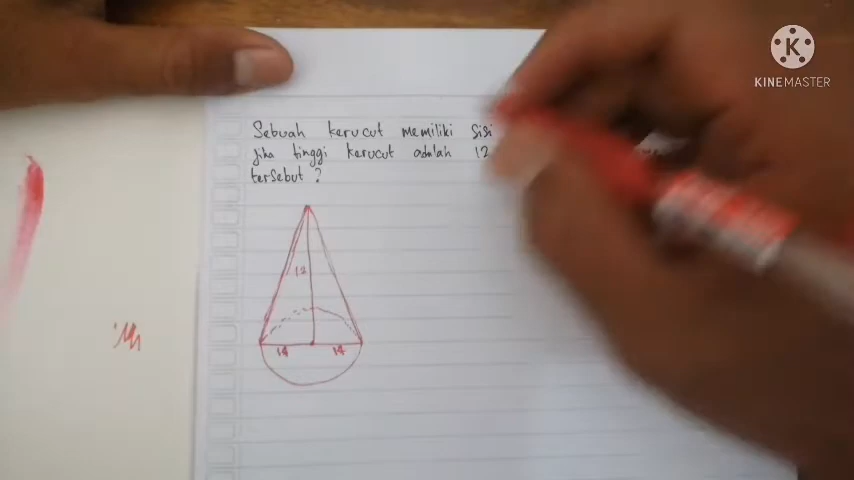 K
KINEMASTER
Sebuah kerucut memiliki sisi
jika tinggi kerucut adalah 12
tersebut ?
12
14 14